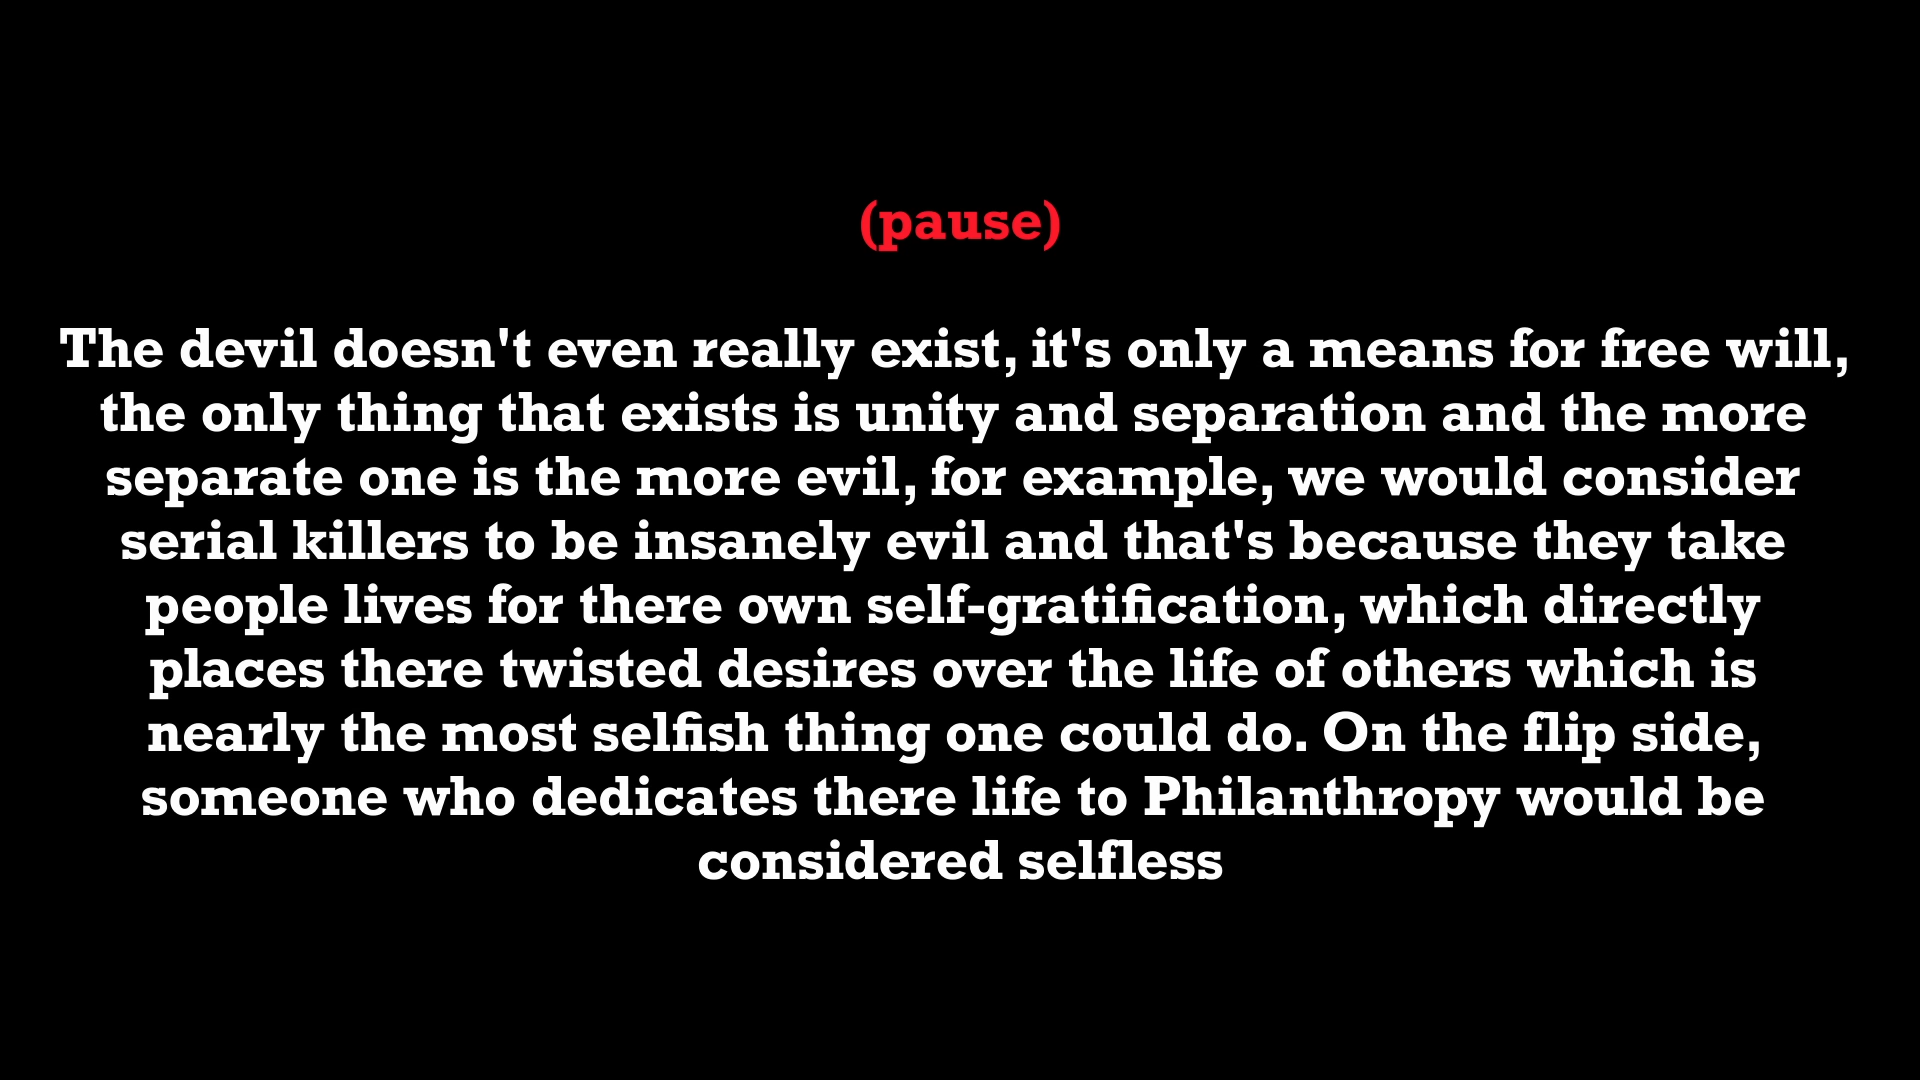 (pause)
The devil doesn't even really exist, it's only a means for free will,
the only thing that exists is unity and separation and the more
separate one is the more evil, for example, we would consider
serial killers to be insanely evil and that's because they take
people lives for there own self-gratification, which directly
places there twisted desires over the life of others which is
nearly the most selfish thing one could do. On the flip side,
someone who dedicates there life to Philanthropy would be
considered selfless